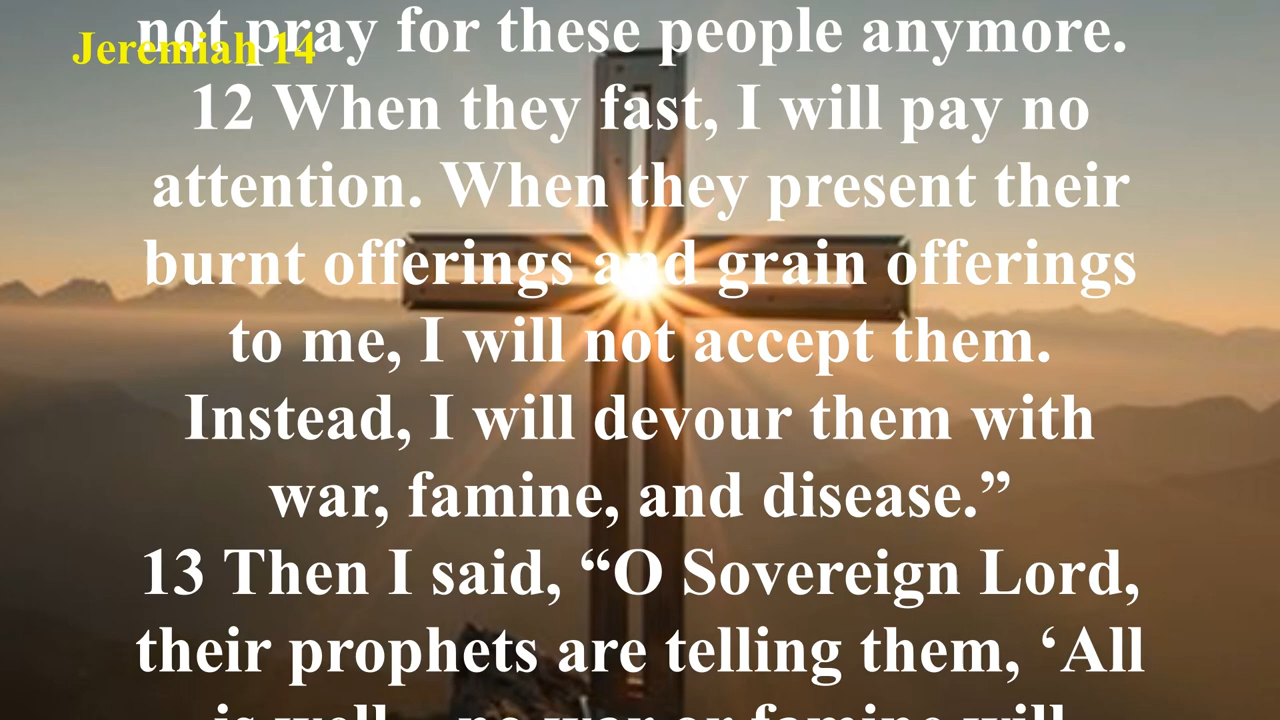 not pray for these people anymore.
Jeremiah 14
12 When they fast, I will pay no
attention. When they present their
burnt offerings and grain offerings
to me, I will not accept them.
Instead, I will devour them with
war, famine, and disease.”
13 Then I said, “O Sovereign Lord,
their prophets are telling them, ‘All
is well—no war or famine will